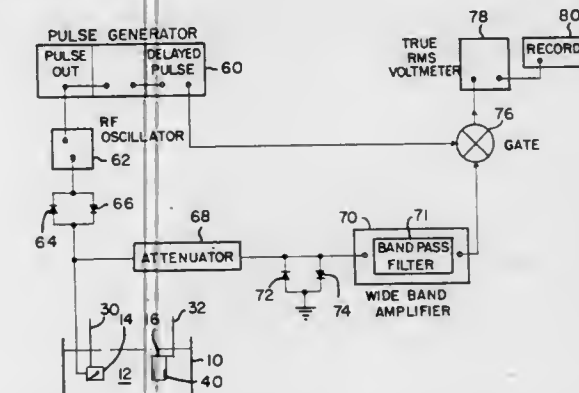 PULSE GENERATOR
PULSE OUT
DELAYED PULSE
60
RF OSCILLATOR
62
64
66
68
ATTENUATOR
70
71
BAND PASS FILTER
WIDE BAND AMPLIFIER
72
74
76
GATE
78
TRUE RMS VOLTMETER
80
RECORD
30
14
12
16
32
10
40